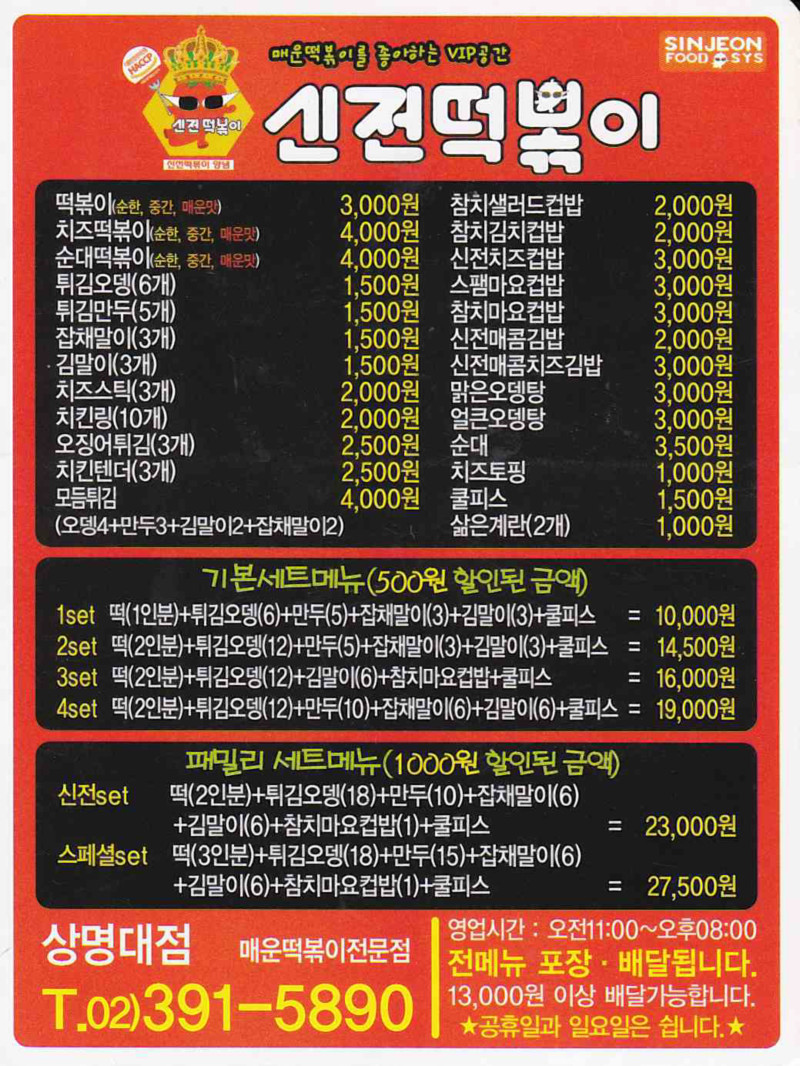 HACCP
매운떡볶이를 좋아하는 VIP공간
SINJEON
FOOD SYS
신전 떡볶이
신전떡볶이 양념
신전떡볶이
떡볶이(순한, 중간, 매운맛) 3,000원
치즈떡볶이(순한, 중간, 매운맛) 4,000원
순대떡볶이(순한, 중간, 매운맛) 4,000원
튀김오뎅(6개) 1,500원
튀김만두(5개) 1,500원
잡채말이(3개) 1,500원
김말이(3개) 1,500원
치즈스틱(3개) 2,000원
치킨링(10개) 2,000원
오징어튀김(3개) 2,500원
치킨텐더(3개) 2,500원
모듬튀김 4,000원
(오뎅4+만두3+김말이2+잡채말이2)
참치샐러드컵밥 2,000원
참치김치컵밥 2,000원
신전치즈컵밥 3,000원
스팸마요컵밥 3,000원
참치마요컵밥 3,000원
신전매콤김밥 2,000원
신전매콤치즈김밥 3,000원
맑은오뎅탕 3,000원
얼큰오뎅탕 3,000원
순대 3,500원
치즈토핑 1,000원
쿨피스 1,500원
삶은계란(2개) 1,000원
기본세트메뉴(500원 할인된 금액)
1set 떡(1인분)+튀김오뎅(6)+만두(5)+잡채말이(3)+김말이(3)+쿨피스 = 10,000원
2set 떡(2인분)+튀김오뎅(12)+만두(5)+잡채말이(3)+김말이(3)+쿨피스 = 14,500원
3set 떡(2인분)+튀김오뎅(12)+김말이(6)+참치마요컵밥+쿨피스 = 16,000원
4set 떡(2인분)+튀김오뎅(12)+만두(10)+잡채말이(6)+김말이(6)+쿨피스 = 19,000원
패밀리 세트메뉴(1000원 할인된 금액)
신전set 떡(2인분)+튀김오뎅(18)+만두(10)+잡채말이(6)
+김말이(6)+참치마요컵밥(1)+쿨피스 = 23,000원
스페셜set 떡(3인분)+튀김오뎅(18)+만두(15)+잡채말이(6)
+김말이(6)+참치마요컵밥(1)+쿨피스 = 27,500원
상명대점 매운떡볶이전문점
T.02)391-5890
영업시간 : 오전11:00~오후08:00
전메뉴 포장·배달됩니다.
13,000원 이상 배달가능합니다.
★공휴일과 일요일은 쉽니다.★